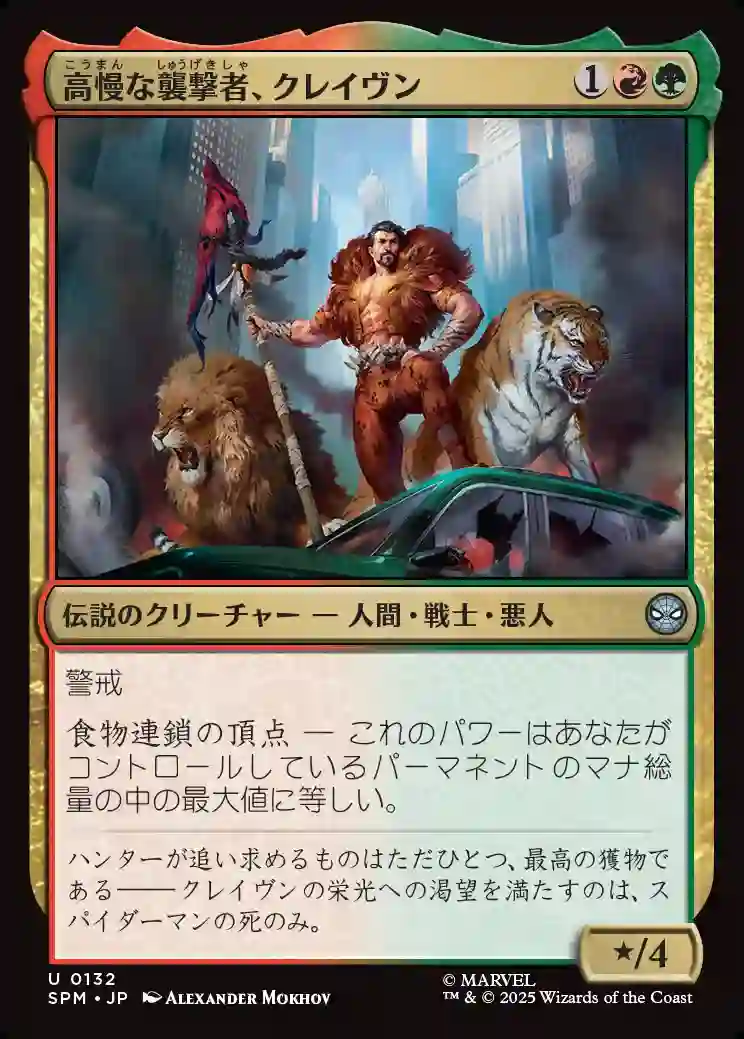 こうまん しゅうげきしゃ
高慢な襲撃者、クレイヴン 1
伝説のクリーチャー — 人間・戦士・悪人
警戒
食物連鎖の頂点 — これのパワーはあなたが
コントロールしているパーマネントのマナ総
量の中の最大値に等しい。
ハンターが追い求めるものはただひとつ、最高の獲物で
ある――クレイヴンの栄光への渇望を満たすのは、ス
パイダーマンの死のみ。
★/4
U 0132
SPM • JP Alexander Mokhov
© MARVEL
™ & © 2025 Wizards of the Coast